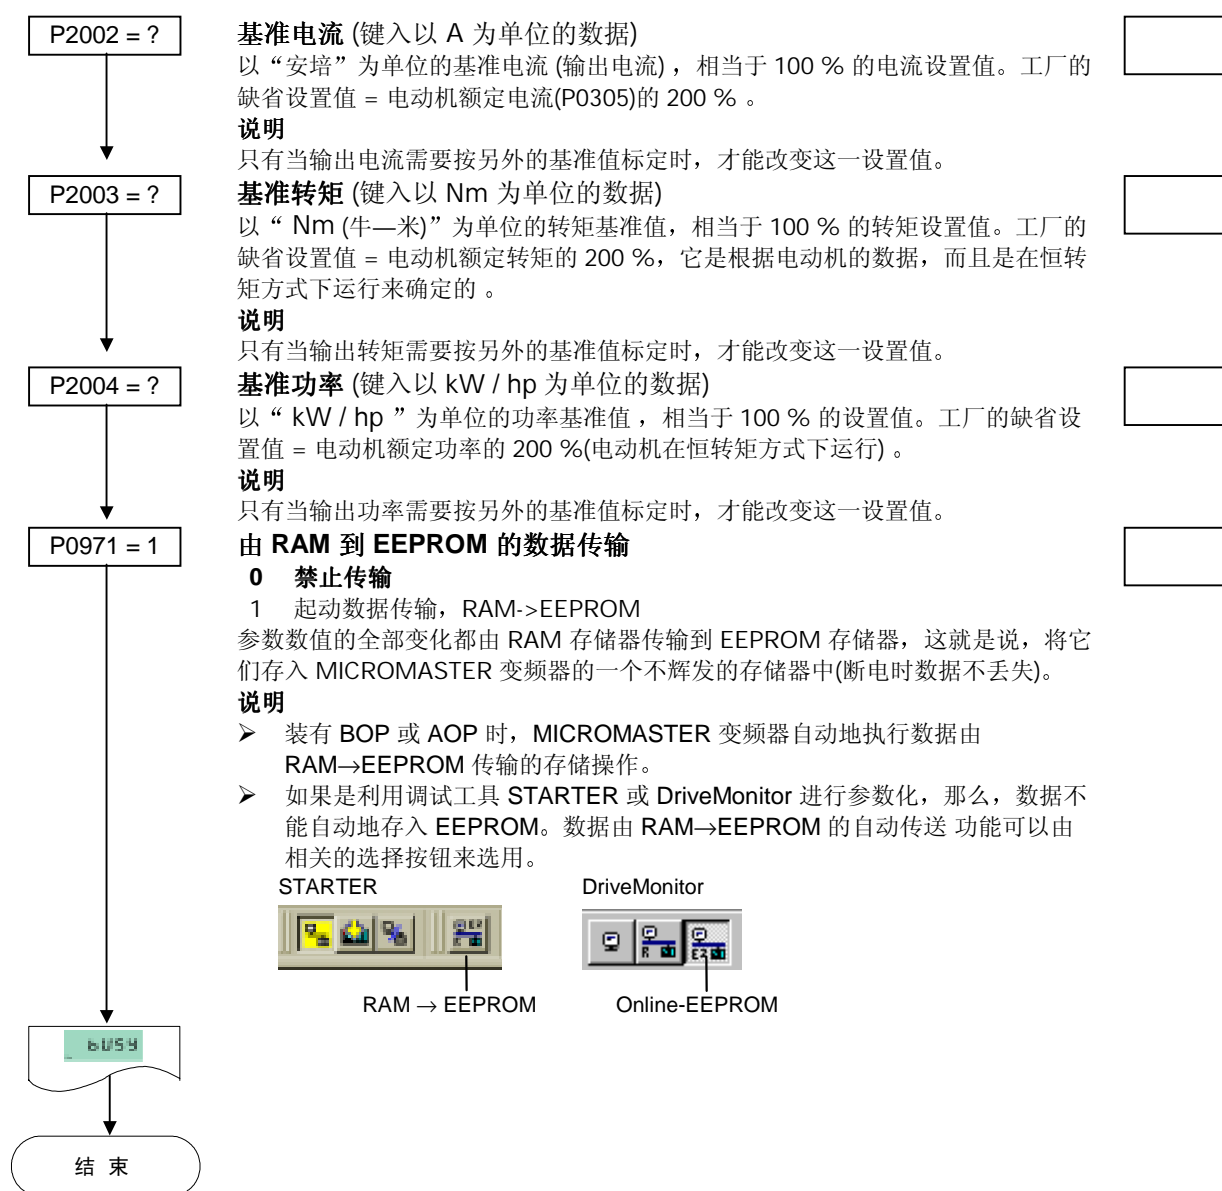 P2002 = ?
基准电流 (键入以 A 为单位的数据)
以“安培”为单位的基准电流 (输出电流) ，相当于 100 % 的电流设置值。工厂的
缺省设置值 = 电动机额定电流(P0305)的 200 % 。
说明
只有当输出电流需要按另外的基准值标定时，才能改变这一设置值。
P2003 = ?
基准转矩 (键入以 Nm 为单位的数据)
以“ Nm (牛—米)”为单位的转矩基准值，相当于 100 % 的转矩设置值。工厂的
缺省设置值 = 电动机额定转矩的 200 %，它是根据电动机的数据，而且是在恒转
矩方式下运行来确定的 。
说明
只有当输出转矩需要按另外的基准值标定时，才能改变这一设置值。
P2004 = ?
基准功率 (键入以 kW / hp 为单位的数据)
以“ kW / hp ”为单位的功率基准值 ，相当于 100 % 的设置值。工厂的缺省设
置值 = 电动机额定功率的 200 %(电动机在恒转矩方式下运行) 。
说明
只有当输出功率需要按另外的基准值标定时，才能改变这一设置值。
P0971 = 1
由 RAM 到 EEPROM 的数据传输
0 禁止传输
1 起动数据传输，RAM->EEPROM
参数数值的全部变化都由 RAM 存储器传输到 EEPROM 存储器，这就是说，将它
们存入 MICROMASTER 变频器的一个不辉发的存储器中(断电时数据不丢失)。
说明
➢ 装有 BOP 或 AOP 时，MICROMASTER 变频器自动地执行数据由
RAM→EEPROM 传输的存储操作。
➢ 如果是利用调试工具 STARTER 或 DriveMonitor 进行参数化，那么，数据不
能自动地存入 EEPROM。数据由 RAM→EEPROM 的自动传送 功能可以由
相关的选择按钮来选用。
STARTER
DriveMonitor
R
E2
RAM → EEPROM
Online-EEPROM
busy
结 束